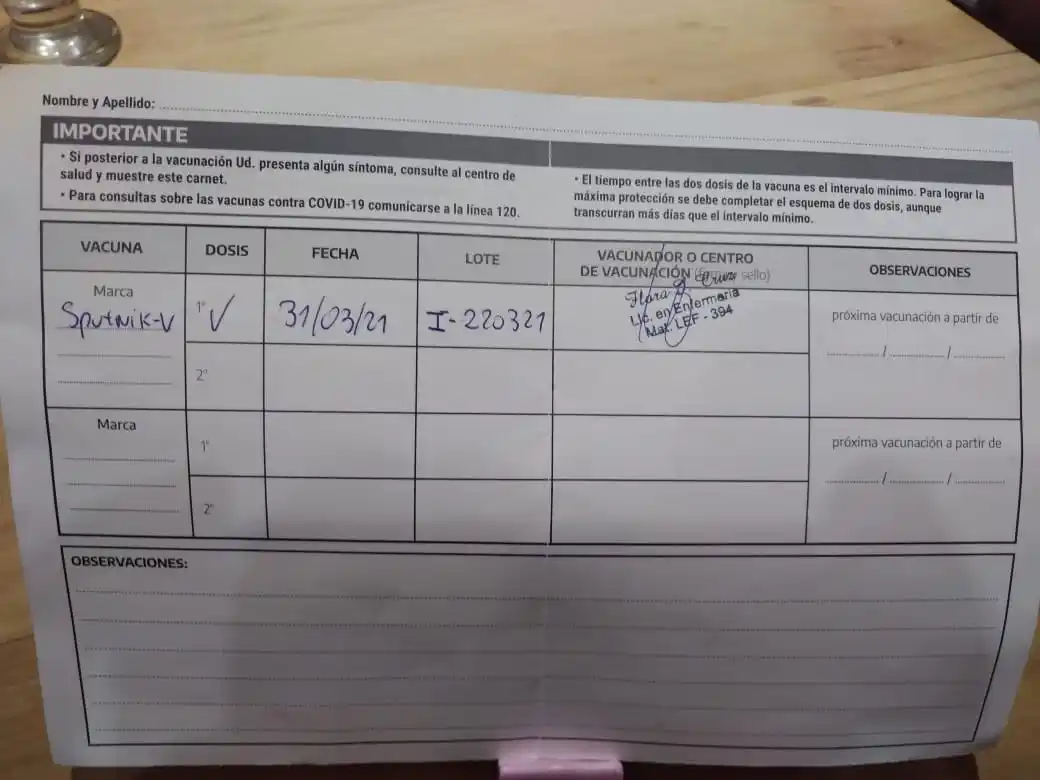 Nombre y Apellido:
IMPORTANTE
• Si posterior a la vacunación Ud. presenta algún síntoma, consulte al centro de
salud y muestre este carnet.
• Para consultas sobre las vacunas contra COVID-19 comunicarse a la línea 120.
• El tiempo entre las dos dosis de la vacuna es el intervalo mínimo. Para lograr la
máxima protección se debe completar el esquema de dos dosis, aunque
transcurran más días que el intervalo mínimo.
VACUNA DOSIS FECHA LOTE VACUNADOR O CENTRO
DE VACUNACIÓN (firma y sello) OBSERVACIONES
Marca
Sputnik-V 1° 31/03/21 I-220321
Flora G. Cruz
Lic. en Enfermería
Mat. LEF - 394
próxima vacunación a partir de
/ /
2°
Marca
1°
próxima vacunación a partir de
/ /
2°
OBSERVACIONES: